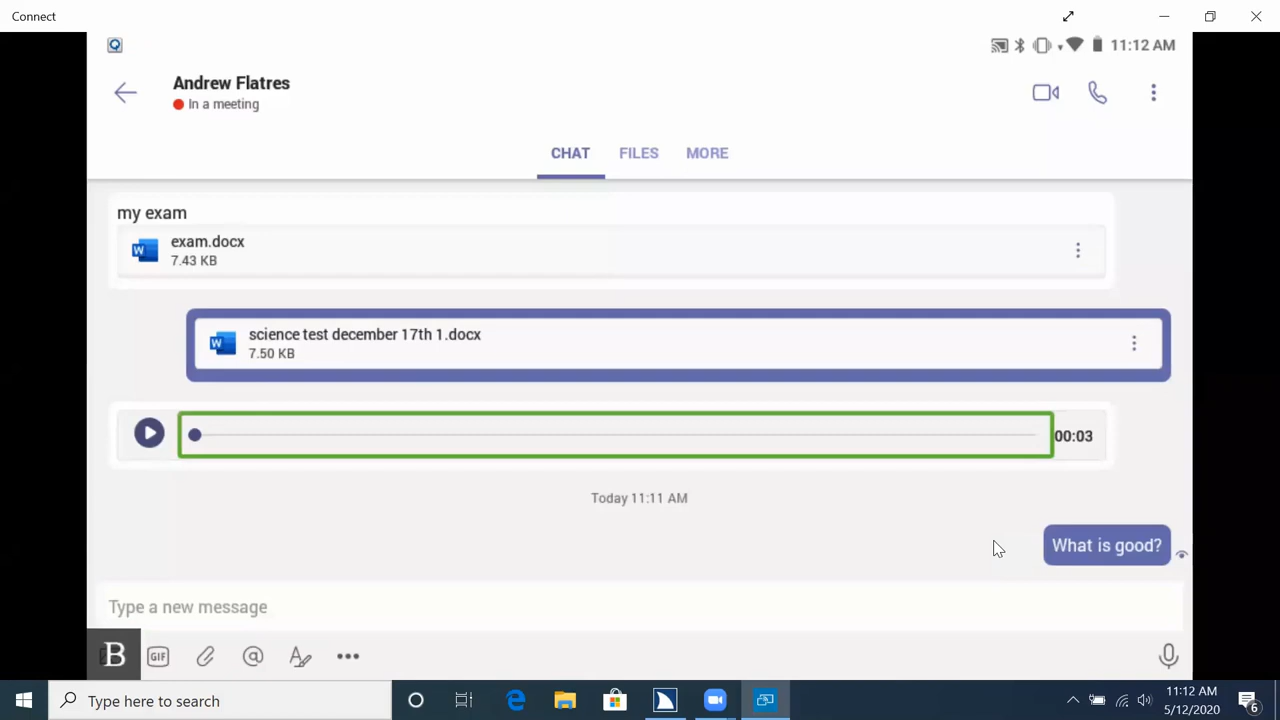 Connect
11:12 AM
Andrew Flatres
In a meeting
CHAT FILES MORE
my exam
W exam.docx
7.43 KB
W science test december 17th 1.docx
7.50 KB
00:03
Today 11:11 AM
What is good?
Type a new message
B GIF @ A
Type here to search
11:12 AM
5/12/2020
6